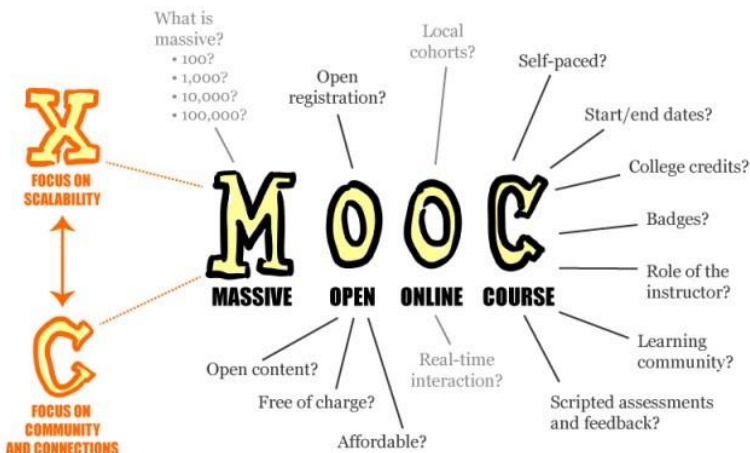 What is
massive?
• 100?
• 1,000?
• 10,000?
• 100,000?
Open
registration?
Local
cohorts?
Self-paced?
Start/end dates?
College credits?
Badges?
Role of the
instructor?
Learning
community?
Scripted assessments
and feedback?
X
FOCUS ON
SCALABILITY
C
FOCUS ON
COMMUNITY
AND CONNECTIONS
M O O C
MASSIVE OPEN ONLINE COURSE
Open content?
Free of charge?
Affordable?
Real-time
interaction?